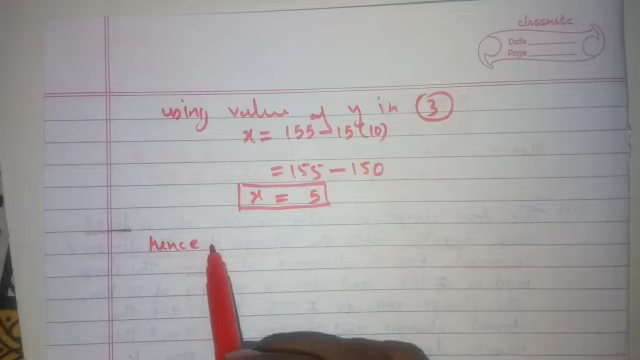 classmate
Date
Page
using value of y in 3
x = 155 - 15(10)
= 155 - 150
x = 5
hence